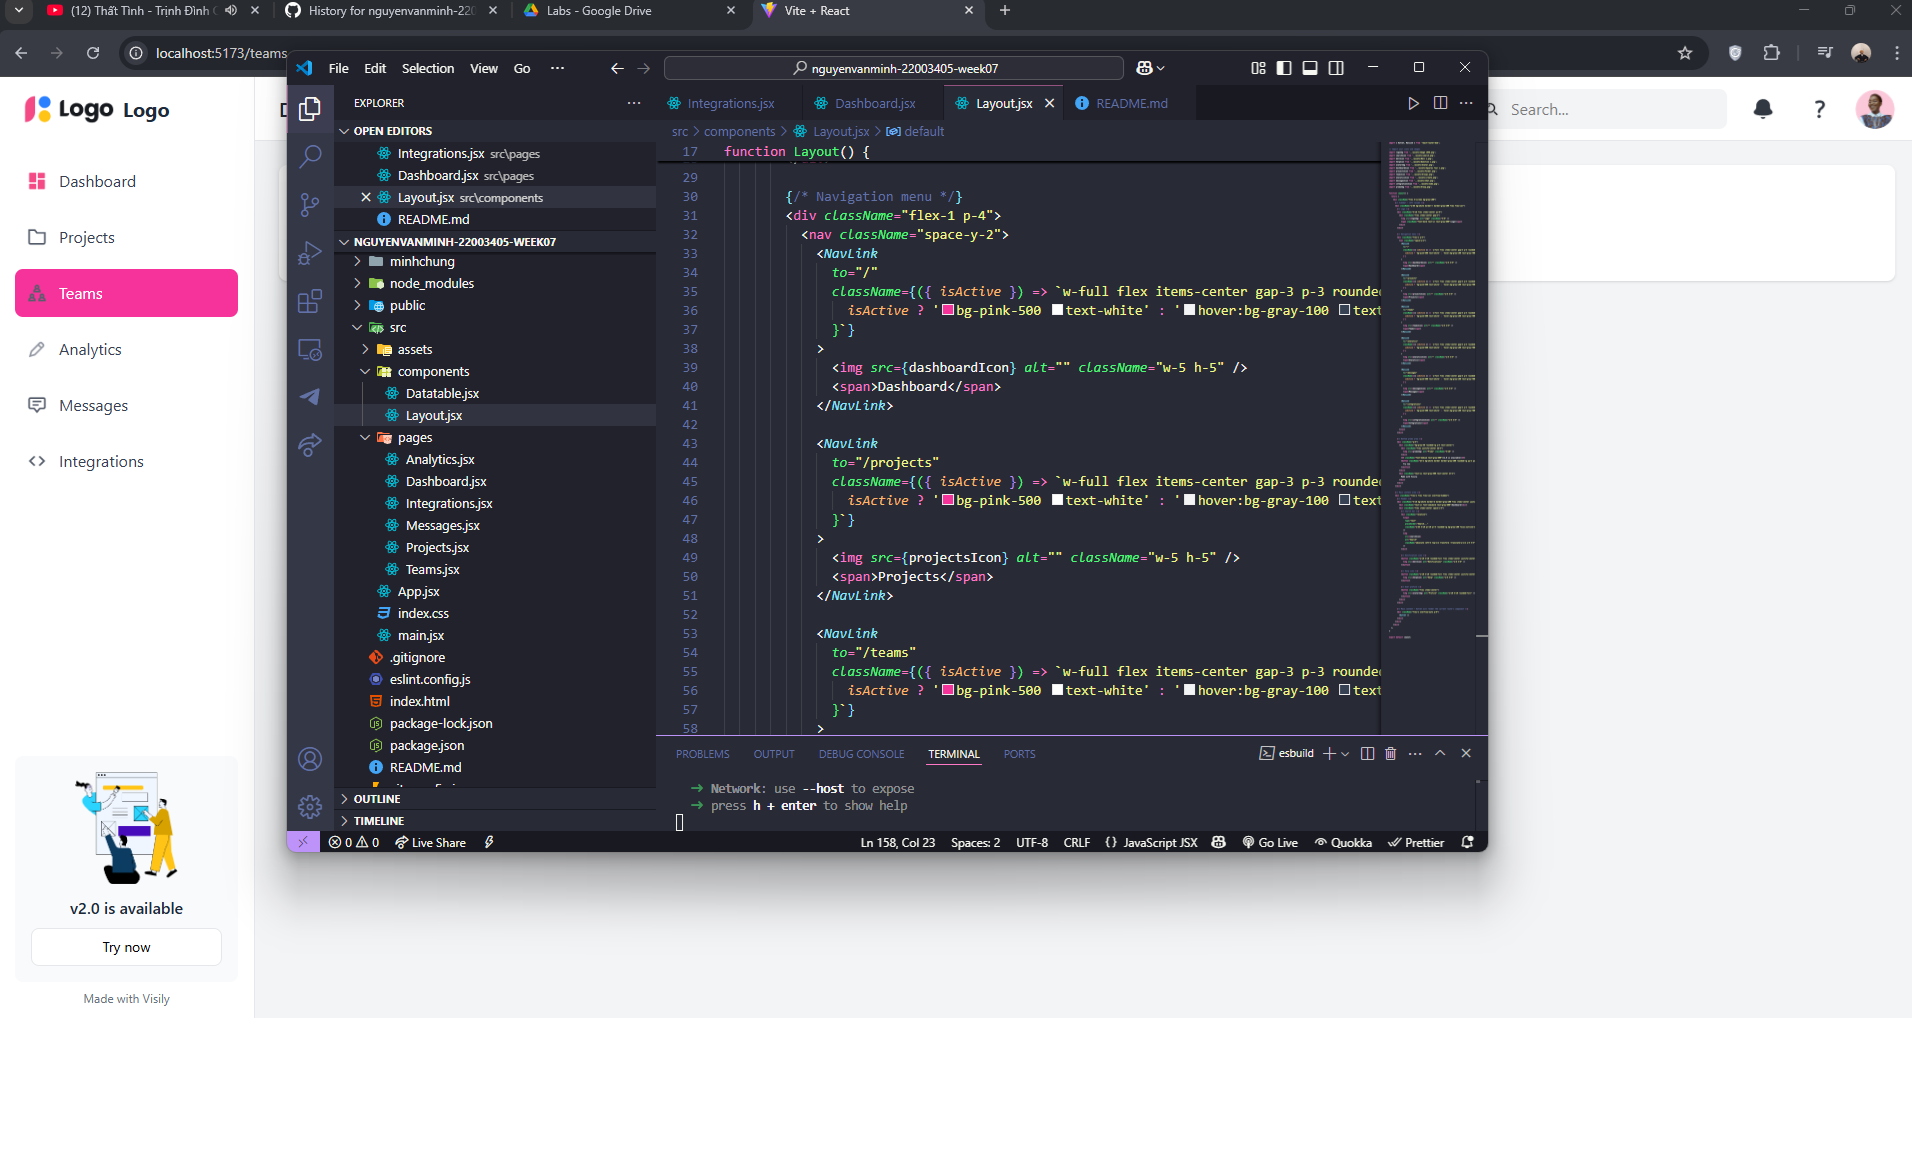 (12) Thất Tình - Trịnh Đình
History for nguyenvanminh-220
Labs - Google Drive
Vite + React
localhost:5173/teams
Logo Logo
Dashboard
Projects
Teams
Analytics
Messages
Integrations
v2.0 is available
Try now
Made with Visily
Search...
?
File Edit Selection View Go ···
nguyenvanminh-22003405-week07
EXPLORER
OPEN EDITORS
Integrations.jsx src\pages
Dashboard.jsx src\pages
Layout.jsx src\components
README.md
NGUYENVANMINH-22003405-WEEK07
minhchung
node_modules
public
src
assets
components
Datatable.jsx
Layout.jsx
pages
Analytics.jsx
Dashboard.jsx
Integrations.jsx
Messages.jsx
Projects.jsx
Teams.jsx
App.jsx
index.css
main.jsx
.gitignore
eslint.config.js
index.html
package-lock.json
package.json
README.md
OUTLINE
TIMELINE
Integrations.jsx Dashboard.jsx Layout.jsx README.md
src > components > Layout.jsx > default
17 function Layout() {
29
30 {/* Navigation menu */}
31 <div className="flex-1 p-4">
32 <nav className="space-y-2">
33 <NavLink
34 to="/"
35 className={({ isActive }) => `w-full flex items-center gap-3 p-3 rounded
36 isActive ? 'bg-pink-500 text-white' : 'hover:bg-gray-100 text
37 }`}
38 >
39 <img src={dashboardIcon} alt="" className="w-5 h-5" />
40 <span>Dashboard</span>
41 </NavLink>
42
43 <NavLink
44 to="/projects"
45 className={({ isActive }) => `w-full flex items-center gap-3 p-3 rounded
46 isActive ? 'bg-pink-500 text-white' : 'hover:bg-gray-100 text
47 }`}
48 >
49 <img src={projectsIcon} alt="" className="w-5 h-5" />
50 <span>Projects</span>
51 </NavLink>
52
53 <NavLink
54 to="/teams"
55 className={({ isActive }) => `w-full flex items-center gap-3 p-3 rounded
56 isActive ? 'bg-pink-500 text-white' : 'hover:bg-gray-100 text
57 }`}
58 >
PROBLEMS OUTPUT DEBUG CONSOLE TERMINAL PORTS
esbuild
➜ Network: use --host to expose
➜ press h + enter to show help
0 0 Live Share
Ln 158, Col 23 Spaces: 2 UTF-8 CRLF {} JavaScript JSX Go Live Quokka Prettier